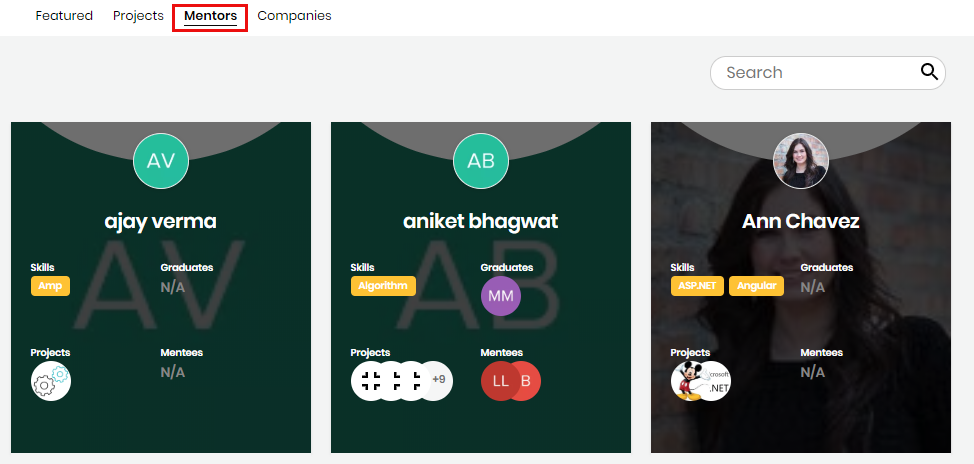 Featured Projects Mentors Companies
Search
AV
ajay verma
Skills Graduates
Amp N/A
Projects Mentees
N/A
AV
AB
aniket bhagwat
Skills Graduates
Algorithm MM
Projects Mentees
+9 LL B
AB
Ann Chavez
Skills Graduates
ASP.NET Angular N/A
Projects Mentees
crosoft
.NET N/A